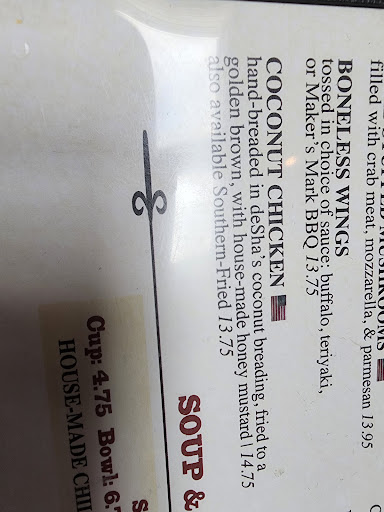 filled with crab meat, mozzarella, & parmesan 13.95
BONELESS WINGS
tossed in choice of sauce: buffalo, teriyaki,
or Maker's Mark BBQ 13.75
COCONUT CHICKEN
hand-breaded in deSha's coconut breading, fried to a
golden brown, with house-made honey mustard | 14.75
also available Southern-Fried 13.75
SOUP &
Cup: 4.75 Bowl: 6.
HOUSE-MADE